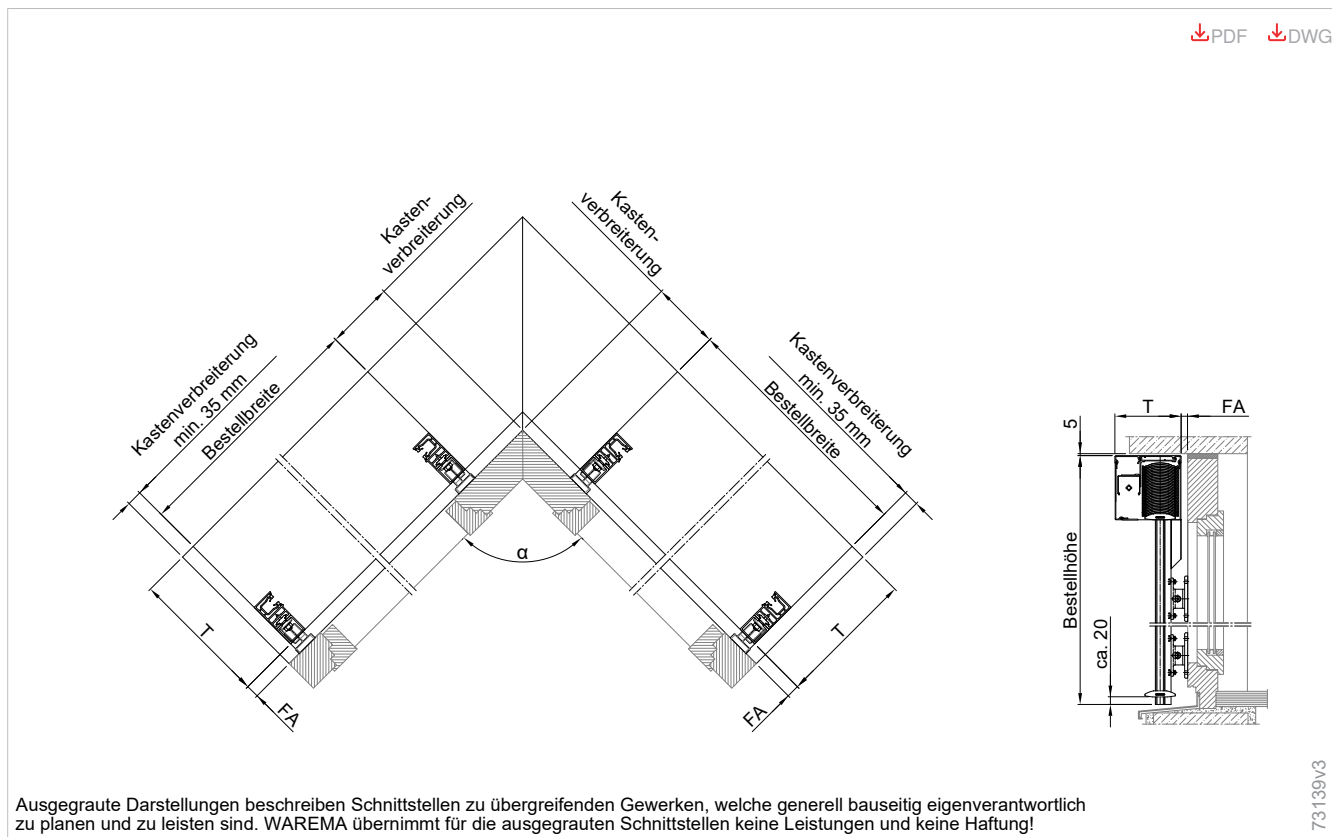 PDF
DWG
Kasten-
verbreiterung
Kasten-
verbreiterung
Kastenverbreiterung
min. 35 mm
Bestellbreite
Kastenverbreiterung
min. 35 mm
Bestellbreite
α
T
FA
T
FA
T
FA
5
Bestellhöhe
ca. 20
Ausgegraute Darstellungen beschreiben Schnittstellen zu übergreifenden Gewerken, welche generell bauseitig eigenverantwortlich
zu planen und zu leisten sind. WAREMA übernimmt für die ausgegrauten Schnittstellen keine Leistungen und keine Haftung!
73139v3